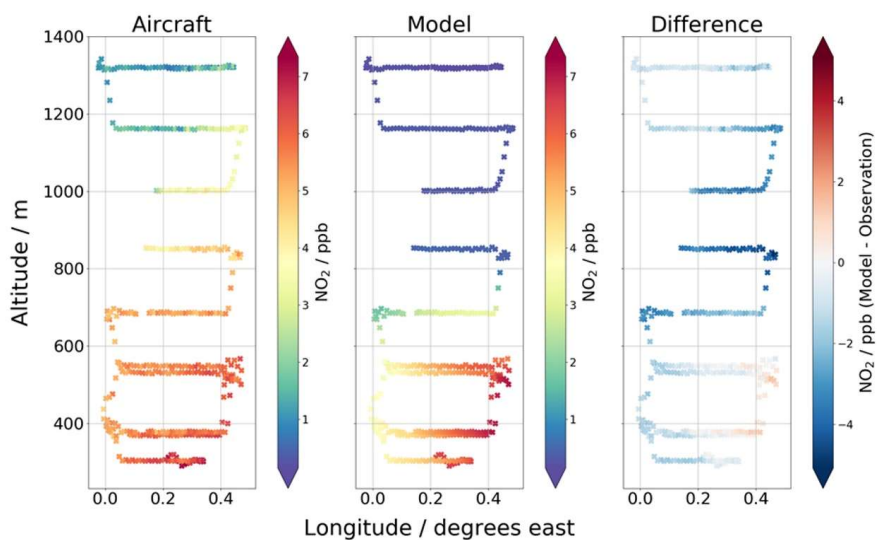 Aircraft
Model
Difference
1400
1200
1000
800
600
400
Altitude / m
0.0 0.2 0.4
0.0 0.2 0.4
0.0 0.2 0.4
Longitude / degrees east
7
6
5
4
3
2
1
NO₂ / ppb
7
6
5
4
3
2
1
NO₂ / ppb
4
2
0
−2
−4
NO₂ / ppb (Model - Observation)